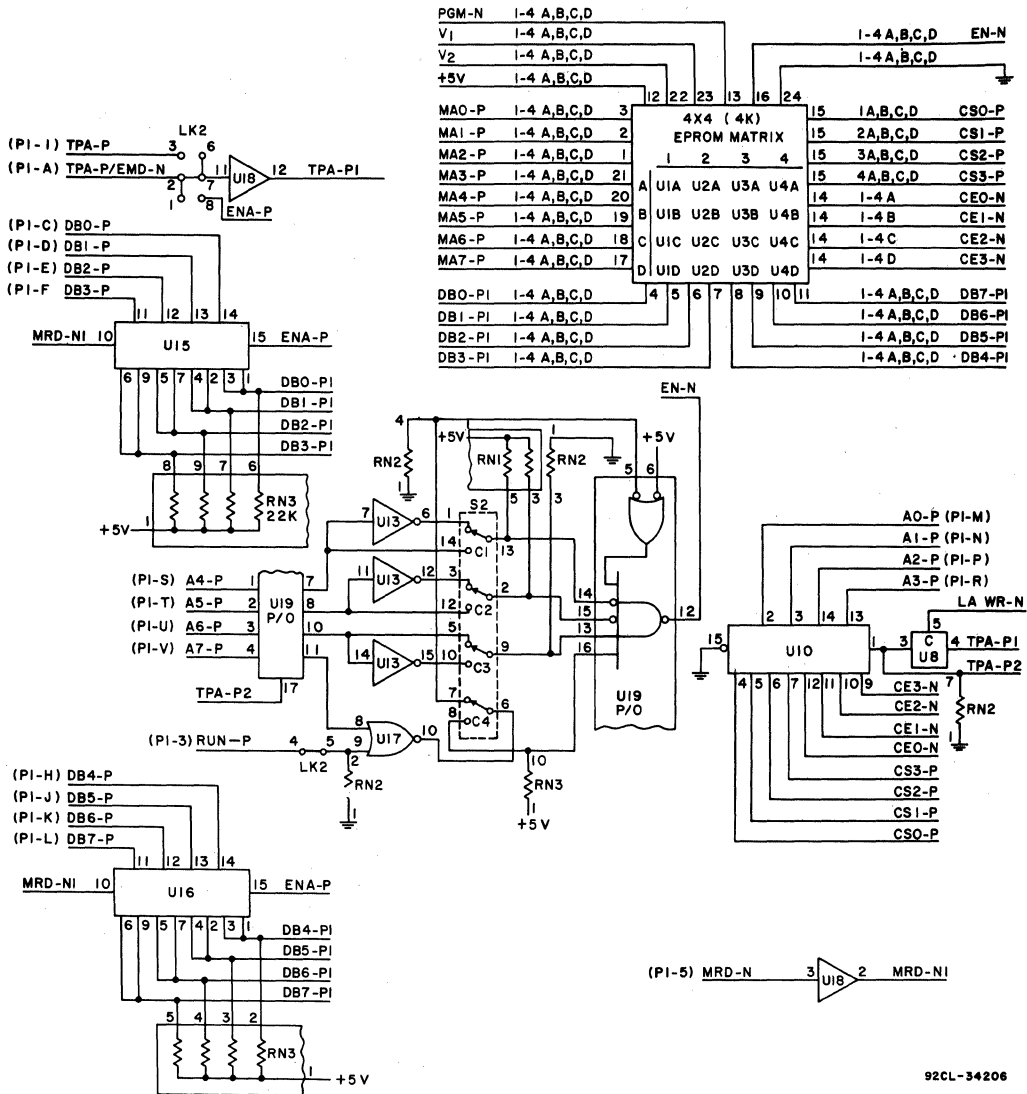 PGM-N 1-4 A,B,C,D
V1 1-4 A,B,C,D
V2 1-4 A,B,C,D
+5V 1-4 A,B,C,D
1-4 A,B,C,D EN-N
1-4 A,B,C,D
12 22 23 13 16 24
MA0-P 1-4 A,B,C,D 3
MA1-P 1-4 A,B,C,D 2
MA2-P 1-4 A,B,C,D 1
MA3-P 1-4 A,B,C,D 21
MA4-P 1-4 A,B,C,D 20
MA5-P 1-4 A,B,C,D 19
MA6-P 1-4 A,B,C,D 18
MA7-P 1-4 A,B,C,D 17
4X4 (4K)
EPROM MATRIX
1 2 3 4
A U1A U2A U3A U4A
B U1B U2B U3B U4B
C U1C U2C U3C U4C
D U1D U2D U3D U4D
15 1A,B,C,D CS0-P
15 2A,B,C,D CS1-P
15 3A,B,C,D CS2-P
15 4A,B,C,D CS3-P
14 1-4A CE0-N
14 1-4B CE1-N
14 1-4C CE2-N
14 1-4D CE3-N
4 5 6 7 8 9 10 11
DB0-P1 1-4 A,B,C,D
DB1-P1 1-4 A,B,C,D
DB2-P1 1-4 A,B,C,D
DB3-P1 1-4 A,B,C,D
1-4 A,B,C,D DB7-P1
1-4 A,B,C,D DB6-P1
1-4 A,B,C,D DB5-P1
1-4 A,B,C,D DB4-P1
LK2
(P1-1) TPA-P 3 6
(P1-A) TPA-P/EMD-N 2 7 11 U18 12 TPA-P1
1 8 ENA-P
(P1-C) DB0-P
(P1-D) DB1-P
(P1-E) DB2-P
(P1-F DB3-P
11 12 13 14
MRD-N1 10 U15 15 ENA-P
6 9 5 7 4 2 3 1
DB0-P1
DB1-P1
DB2-P1
DB3-P1
8 9 7 6
RN3
22K
+5V 1
(P1-S) A4-P 1
(P1-T) A5-P 2
(P1-U) A6-P 3
(P1-V) A7-P 4
U19
P/O
7
8
10
11
TPA-P2 17
7 U13 6
11 U13 12
14 U13 15
4
RN2
1
+5V
RN1
5 3
1
RN2
3
S2
1
14 C1 13
3
12 C2 2
5
10 C3 9
7
8 C4 6
(P1-3) RUN-P 4 5
LK2
8
9 U17 10
2
RN2
1
10
RN3
1
+5V
EN-N
+5V
5 6
14
15
13
16
12
U19
P/O
A0-P (P1-M)
A1-P (P1-N)
A2-P (P1-P)
A3-P (P1-R)
LA WR-N
2 3 14 13
15 U10 1
3 C U8 5 4 TPA-P1
TPA-P2
4 5 6 7 12 11 10 9
7
RN2
1
CE3-N
CE2-N
CE1-N
CE0-N
CS3-P
CS2-P
CS1-P
CS0-P
(P1-H) DB4-P
(P1-J) DB5-P
(P1-K) DB6-P
(P1-L) DB7-P
11 12 13 14
MRD-N1 10 U16 15 ENA-P
6 9 5 7 4 2 3 1
DB4-P1
DB5-P1
DB6-P1
DB7-P1
5 4 3 2
RN3
1 +5V
(P1-5) MRD-N 3 U18 2 MRD-N1
92CL-34206